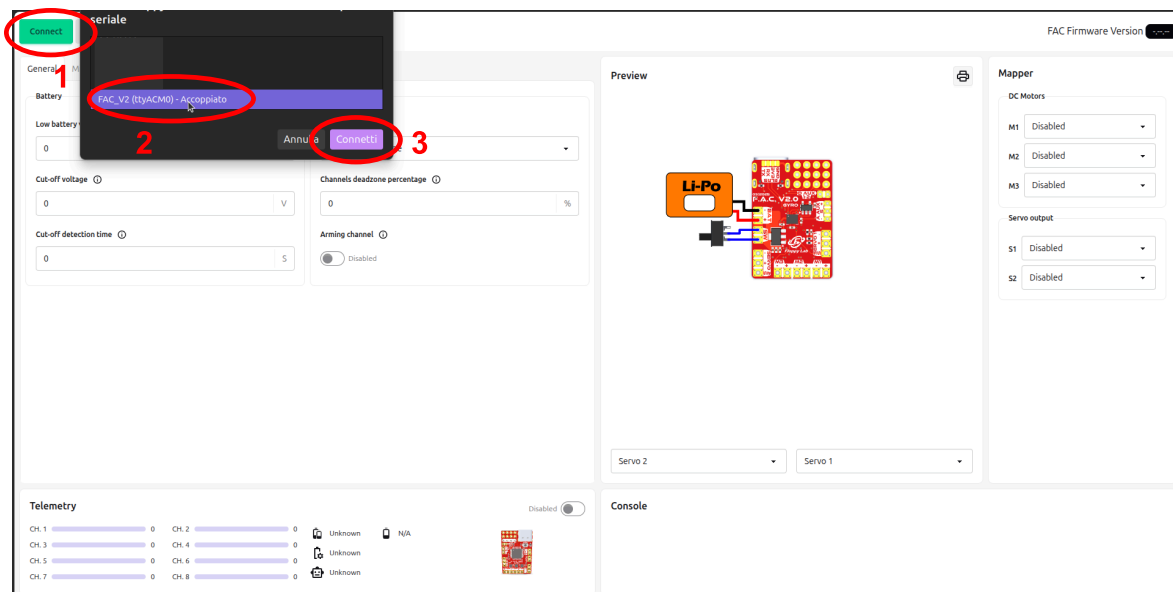 seriale
Connect
FAC Firmware Version
-.--.--
1
General
Battery
FAC_V2 (ttyACM0) - Accoppiato
Low battery
2
Annulla
Connetti
3
0
Cut-off voltage
Channels deadzone percentage
0 V
0 %
Cut-off detection time
Arming channel
0 S
Disabled
Preview
Li-Po
F.A.C. V2.0
GYRO
Servo 2
Servo 1
Mapper
DC Motors
M1 Disabled
M2 Disabled
M3 Disabled
Servo output
S1 Disabled
S2 Disabled
Telemetry
Disabled
CH. 1 0 CH. 2 0
CH. 3 0 CH. 4 0
CH. 5 0 CH. 6 0
CH. 7 0 CH. 8 0
Unknown
N/A
Unknown
Unknown
Console